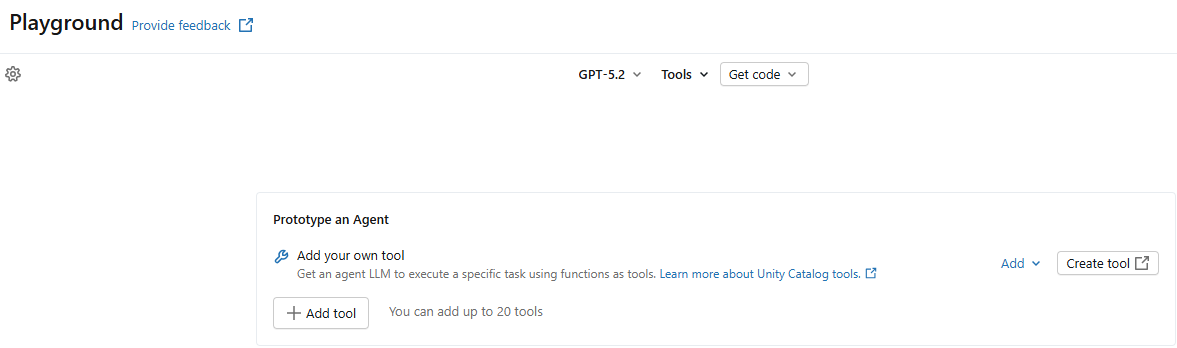 Playground Provide feedback
GPT-5.2 Tools Get code
Prototype an Agent
Add your own tool
Get an agent LLM to execute a specific task using functions as tools. Learn more about Unity Catalog tools.
Add Create tool
Add tool You can add up to 20 tools